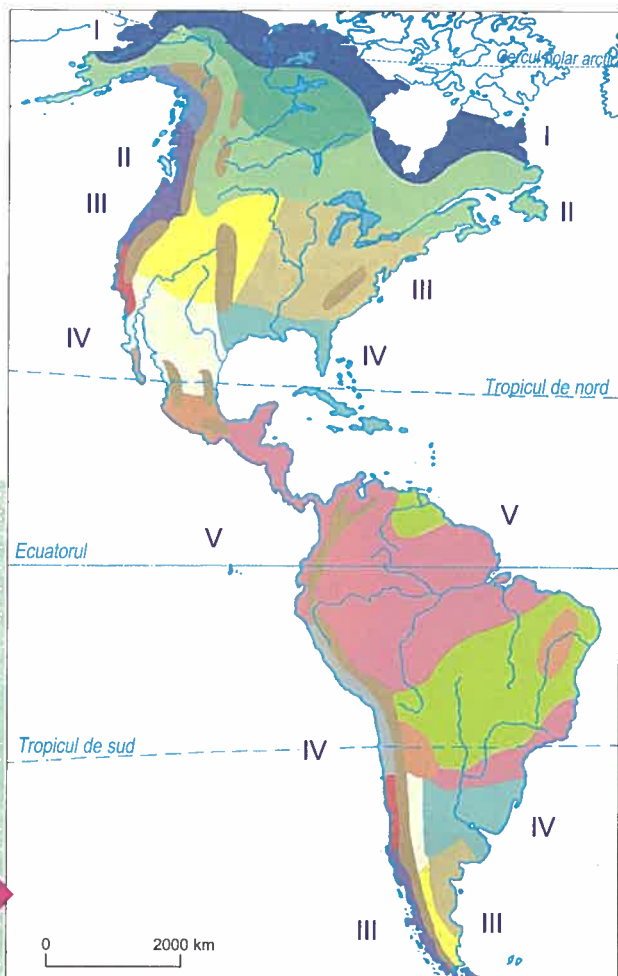 I
Cercul polar arctic
I
II
III
II
III
IV
IV
Tropicul de nord
V
V
Ecuatorul
Tropicul de sud
IV
IV
III
III
0
2000 km